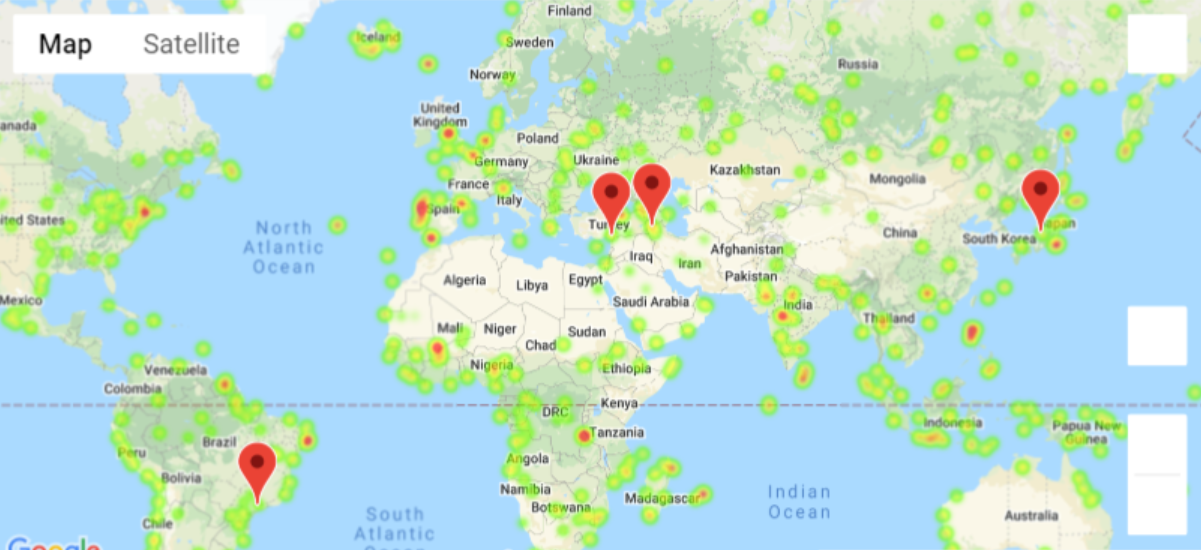 Map Satellite
Finland
Iceland
Sweden
Russia
Norway
United
Kingdom
anada
Poland
Ukraine
Germany
Kazakhstan
Mongolia
France
Italy
Spain
ited States
Turkey
North
Atlantic
Ocean
China
South Korea
apan
Afghanistan
Iraq
Iran
Pakistan
Algeria
Libya
Egypt
Saudi Arabia
India
Mexico
Thailand
Mali
Niger
Sudan
Chad
Venezuela
Nigeria
Ethiopia
Colombia
DRC
Kenya
Tanzania
Indonesia
Papua New
Guinea
Brazil
Peru
Bolivia
Angola
Namibia
Botswana
Madagascar
Indian
Ocean
Australia
Chile
South
Atlantic
Ocean
Google